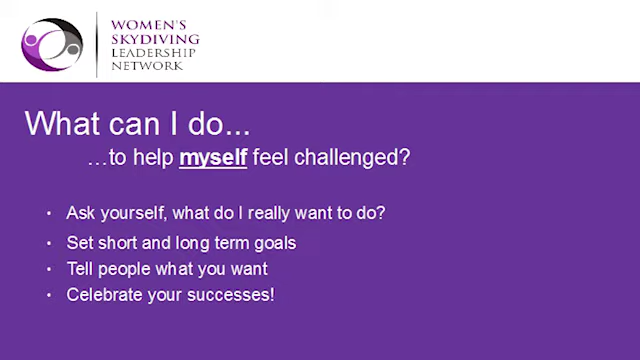 WOMEN'S
SKYDIVING
LEADERSHIP
NETWORK
What can I do...
…to help myself feel challenged?
• Ask yourself, what do I really want to do?
• Set short and long term goals
• Tell people what you want
• Celebrate your successes!